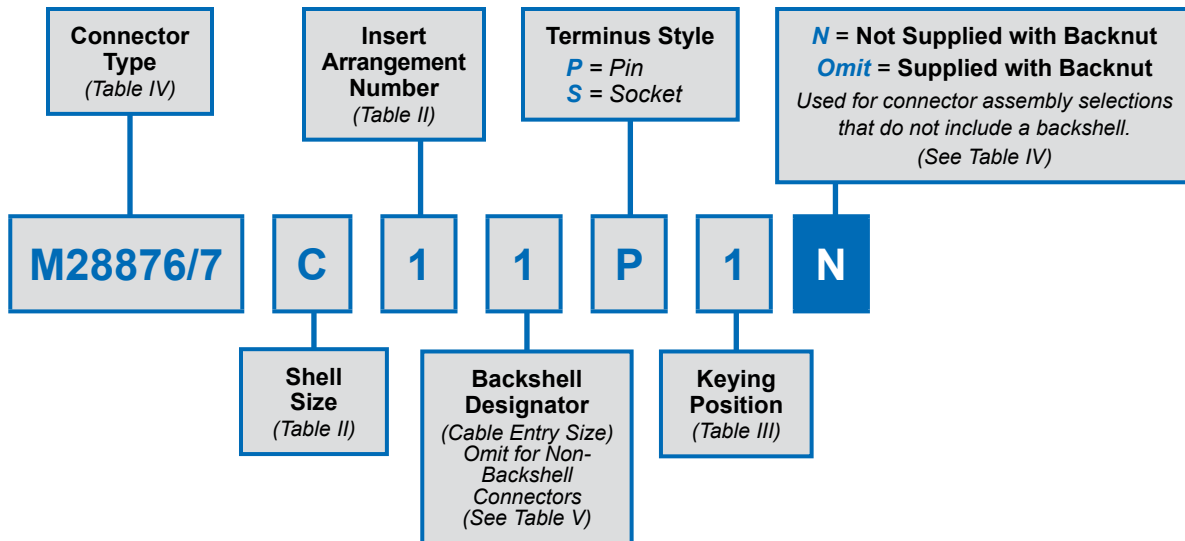 Connector
Type
(Table IV)
Insert
Arrangement
Number
(Table II)
Terminus Style
P = Pin
S = Socket
N = Not Supplied with Backnut
Omit = Supplied with Backnut
Used for connector assembly selections
that do not include a backshell.
(See Table IV)
M28876/7 C 1 1 P 1 N
Shell
Size
(Table II)
Backshell
Designator
(Cable Entry Size)
Omit for Non-
Backshell
Connectors
(See Table V)
Keying
Position
(Table III)